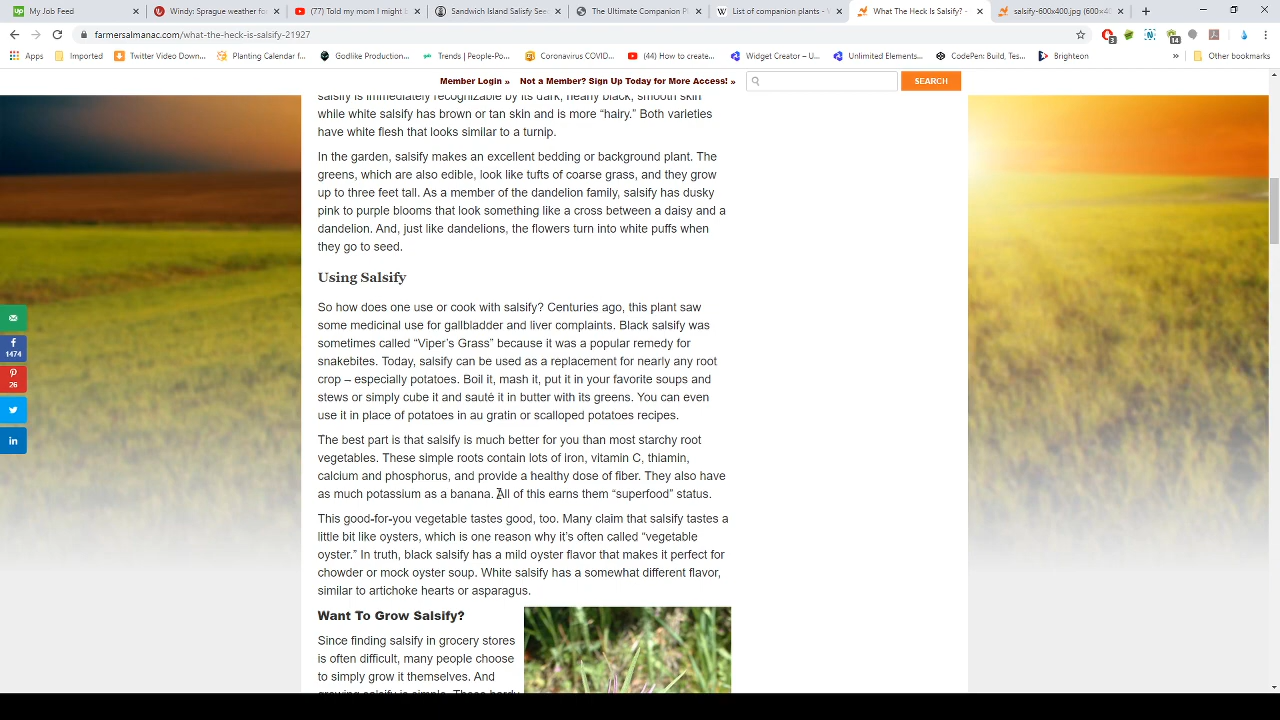 My Job Feed
Windy: Sprague weather fo
(77) Told my mom I might
Sandwich Island Salisfy See
The Ultimate Companion P
List of companion plants -
What The Heck Is Salsify? -
salsify-600x400.jpg (600×40
farmersalmanac.com/what-the-heck-is-salsify-21927
Apps
Imported
Twitter Video Down...
Planting Calendar f...
Godlike Production...
Trends | People-Po...
Coronavirus COVID...
(44) How to create...
Widget Creator – U...
Unlimited Elements...
CodePen: Build, Tes...
Brighteon
»
Other bookmarks
Member Login »
Not a Member? Sign Up Today for More Access! »
SEARCH
salsify is immediately recognizable by its dark, nearly black, smooth skin
while white salsify has brown or tan skin and is more “hairy.” Both varieties
have white flesh that looks similar to a turnip.
In the garden, salsify makes an excellent bedding or background plant. The
greens, which are also edible, look like tufts of coarse grass, and they grow
up to three feet tall. As a member of the dandelion family, salsify has dusky
pink to purple blooms that look something like a cross between a daisy and a
dandelion. And, just like dandelions, the flowers turn into white puffs when
they go to seed.
Using Salsify
So how does one use or cook with salsify? Centuries ago, this plant saw
some medicinal use for gallbladder and liver complaints. Black salsify was
sometimes called “Viper’s Grass” because it was a popular remedy for
snakebites. Today, salsify can be used as a replacement for nearly any root
crop – especially potatoes. Boil it, mash it, put it in your favorite soups and
stews or simply cube it and sauté it in butter with its greens. You can even
use it in place of potatoes in au gratin or scalloped potatoes recipes.
The best part is that salsify is much better for you than most starchy root
vegetables. These simple roots contain lots of iron, vitamin C, thiamin,
calcium and phosphorus, and provide a healthy dose of fiber. They also have
as much potassium as a banana. All of this earns them “superfood” status.
This good-for-you vegetable tastes good, too. Many claim that salsify tastes a
little bit like oysters, which is one reason why it’s often called “vegetable
oyster.” In truth, black salsify has a mild oyster flavor that makes it perfect for
chowder or mock oyster soup. White salsify has a somewhat different flavor,
similar to artichoke hearts or asparagus.
Want To Grow Salsify?
Since finding salsify in grocery stores
is often difficult, many people choose
to simply grow it themselves. And
growing salsify is simple. These hardy
1474
26